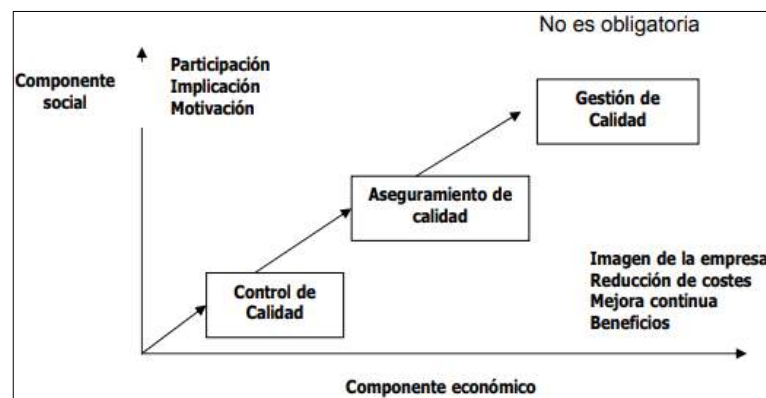 No es obligatoria
Participación
Implicación
Motivación
Componente
social
Gestión de
Calidad
Aseguramiento de
calidad
Control de
Calidad
Imagen de la empresa
Reducción de costes
Mejora contínua
Beneficios
Componente económico